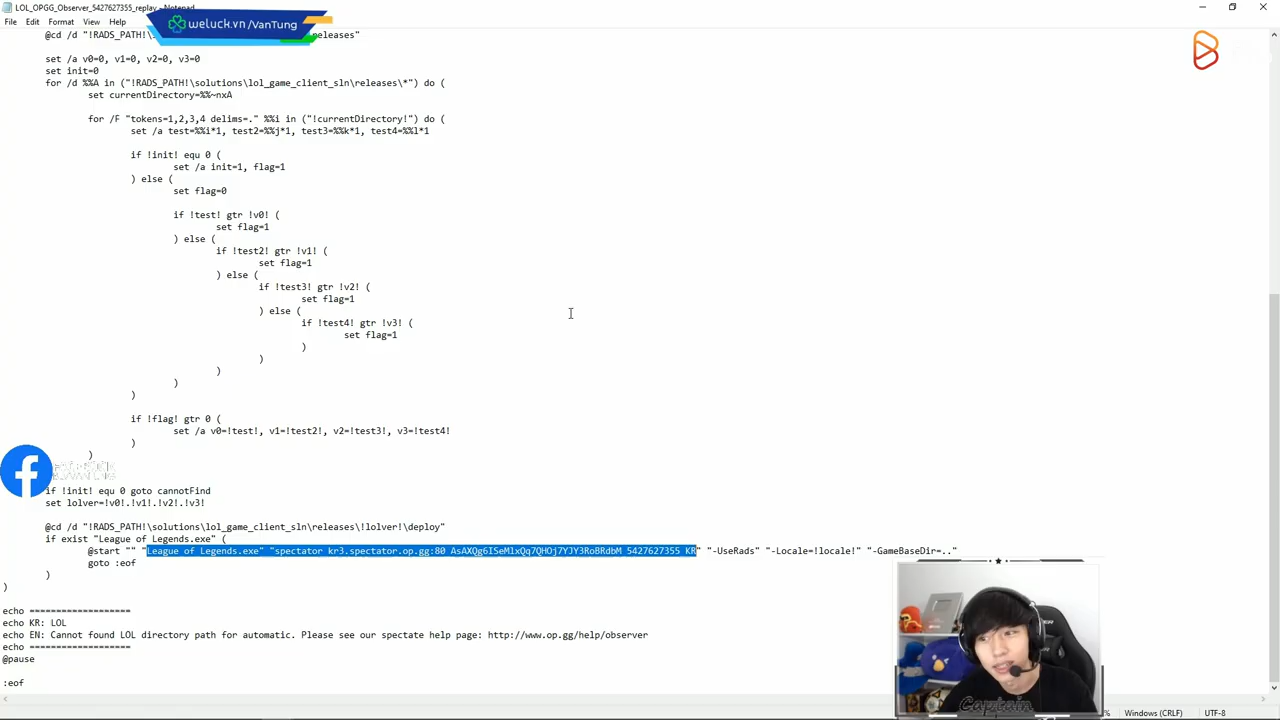 LOL_OPGG_Observer_5427627355_replay - Notepad
File Edit Format View Help
weluck.vn/VanTung
@cd /d "!RADS_PATH!\
releases"
set /a v0=0, v1=0, v2=0, v3=0
set init=0
for /d %%A in ("!RADS_PATH!\solutions\lol_game_client_sln\releases\*") do (
set currentDirectory=%%~nxA
for /F "tokens=1,2,3,4 delims=." %%i in ("!currentDirectory!") do (
set /a test=%%i*1, test2=%%j*1, test3=%%k*1, test4=%%l*1
if !init! equ 0 (
set /a init=1, flag=1
) else (
set flag=0
if !test! gtr !v0! (
set flag=1
) else (
if !test2! gtr !v1! (
set flag=1
) else (
if !test3! gtr !v2! (
set flag=1
) else (
if !test4! gtr !v3! (
set flag=1
)
)
)
)
)
if !flag! gtr 0 (
set /a v0=!test!, v1=!test2!, v2=!test3!, v3=!test4!
)
)
if !init! equ 0 goto cannotFind
set lolver=!v0!.!v1!.!v2!.!v3!
@cd /d "!RADS_PATH!\solutions\lol_game_client_sln\releases\!lolver!\deploy"
if exist "League of Legends.exe" (
@start "" "League of Legends.exe" "spectator kr3.spectator.op.gg:80 AsAXQg6ISeMlxQq7QHOj7YJY3RoBRdbM 5427627355 KR" "-UseRads" "-Locale=!locale!" "-GameBaseDir=.."
goto :eof
)
)
echo ===================
echo KR: LOL
echo EN: Cannot found LOL directory path for automatic. Please see our spectate help page: http://www.op.gg/help/observer
echo ===================
@pause
:eof
Captain
% Windows (CRLF) UTF-8